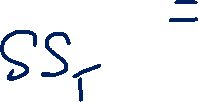 SS_T =